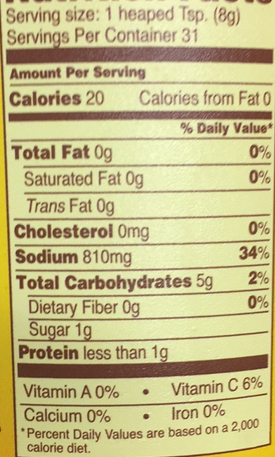 Nutrition Facts
Serving size: 1 heaped Tsp. (8g)
Servings Per Container 31
Amount Per Serving
Calories 20 Calories from Fat 0
% Daily Value*
Total Fat 0g 0%
Saturated Fat 0g 0%
Trans Fat 0g
Cholesterol 0mg 0%
Sodium 810mg 34%
Total Carbohydrates 5g 2%
Dietary Fiber 0g 0%
Sugar 1g
Protein less than 1g
Vitamin A 0% • Vitamin C 6%
Calcium 0% • Iron 0%
*Percent Daily Values are based on a 2,000
calorie diet.